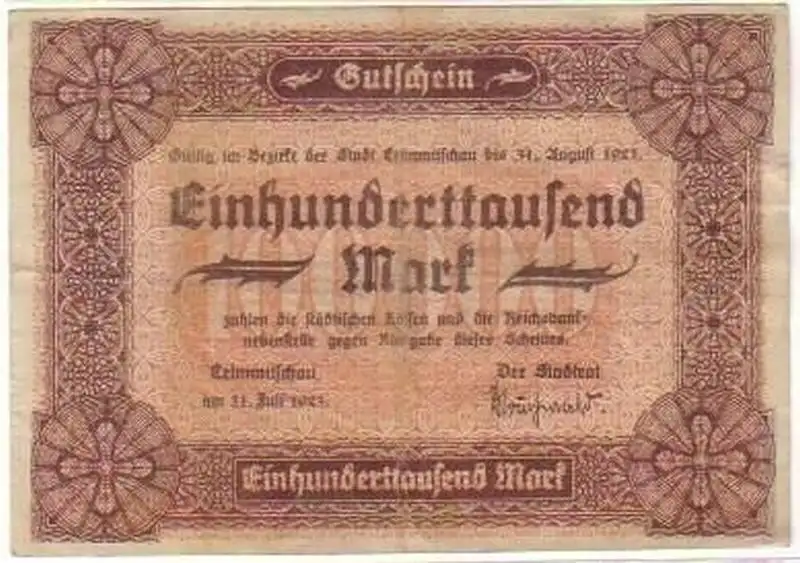 Gutschein
Gültig im Bezirke der Stadt Crimmitschau bis 31. August 1923.
Einhunderttausend
Mark
zahlen die städtischen Kassen und die Reichsbank-
nebenstelle gegen Rückgabe dieses Scheines.
Crimmitschau
am 31. Juli 1923.
Der Stadtrat
Einhunderttausend Mark